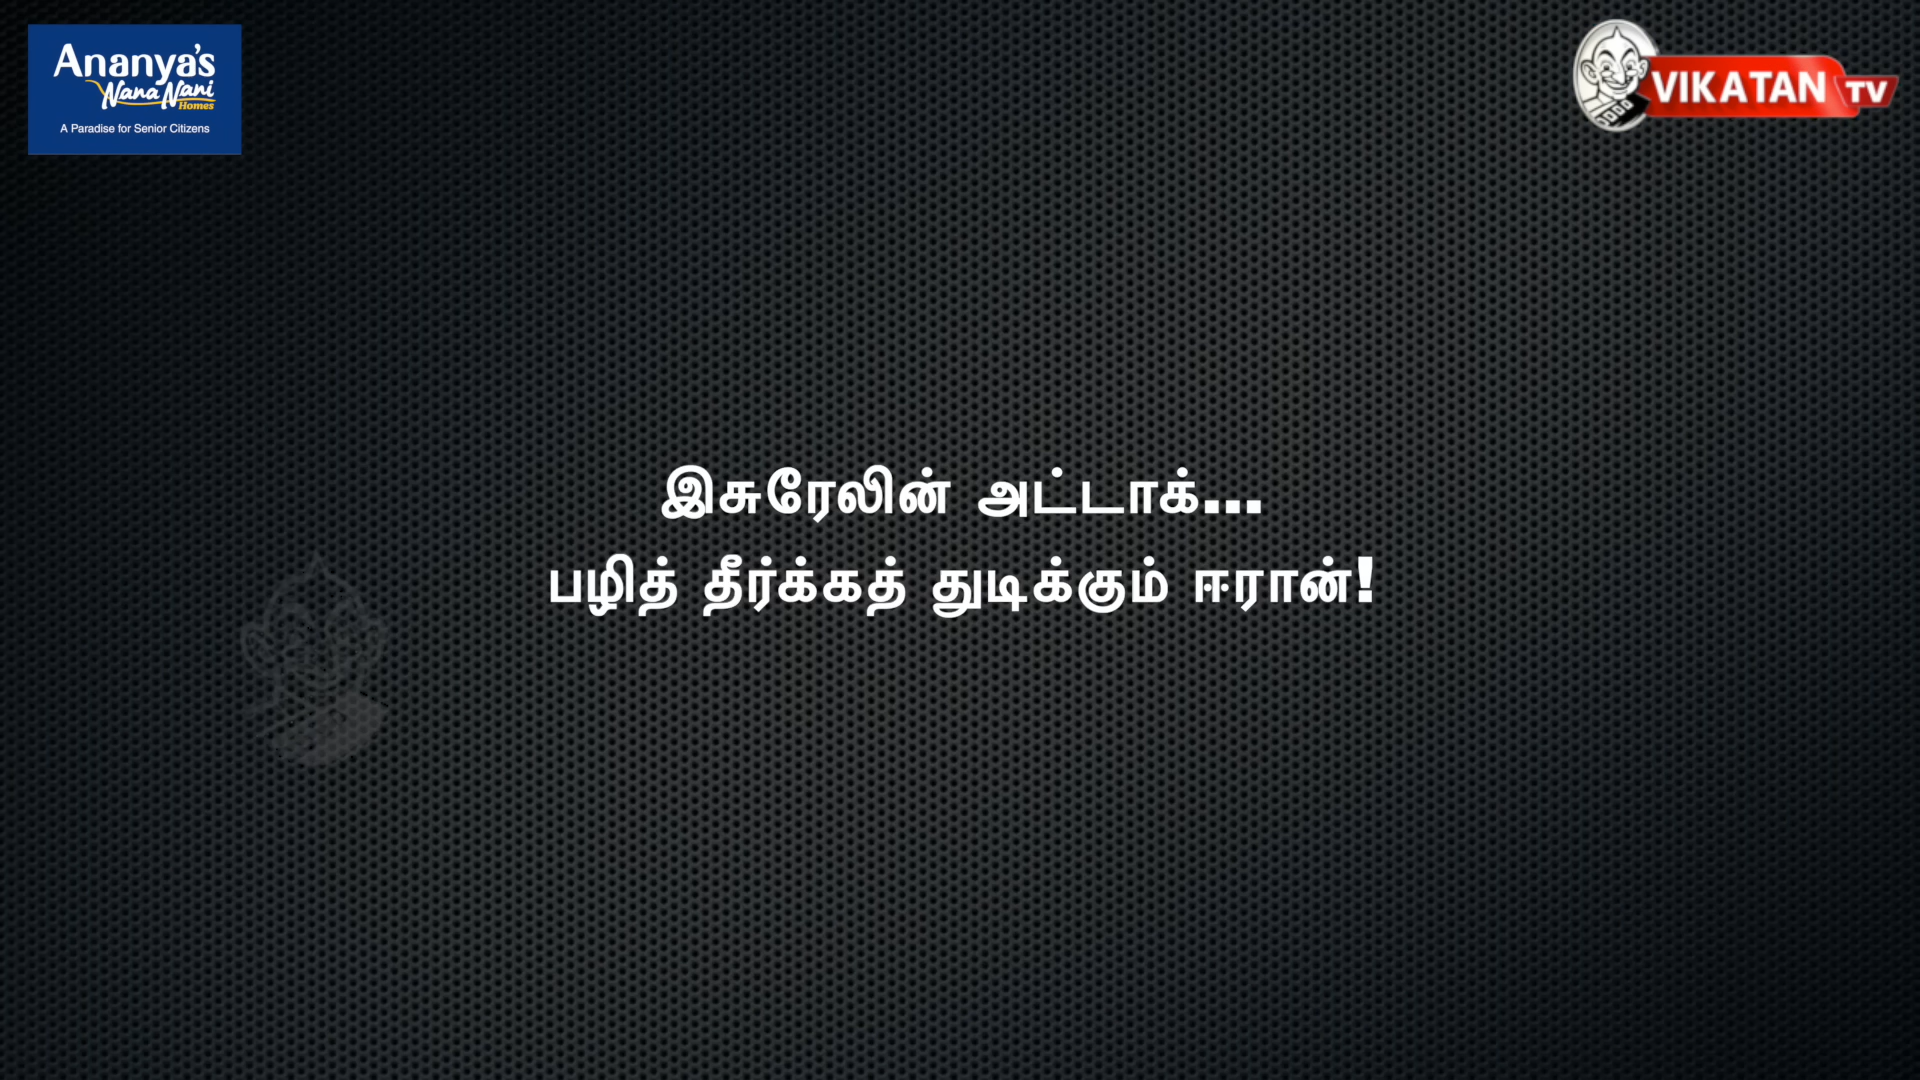 Ananya's
Nana Nani
Homes
A Paradise for Senior Citizens
VIKATAN TV
இசுரேலின் அட்டாக்...
பழித் தீர்க்கத் துடிக்கும் ஈரான்!